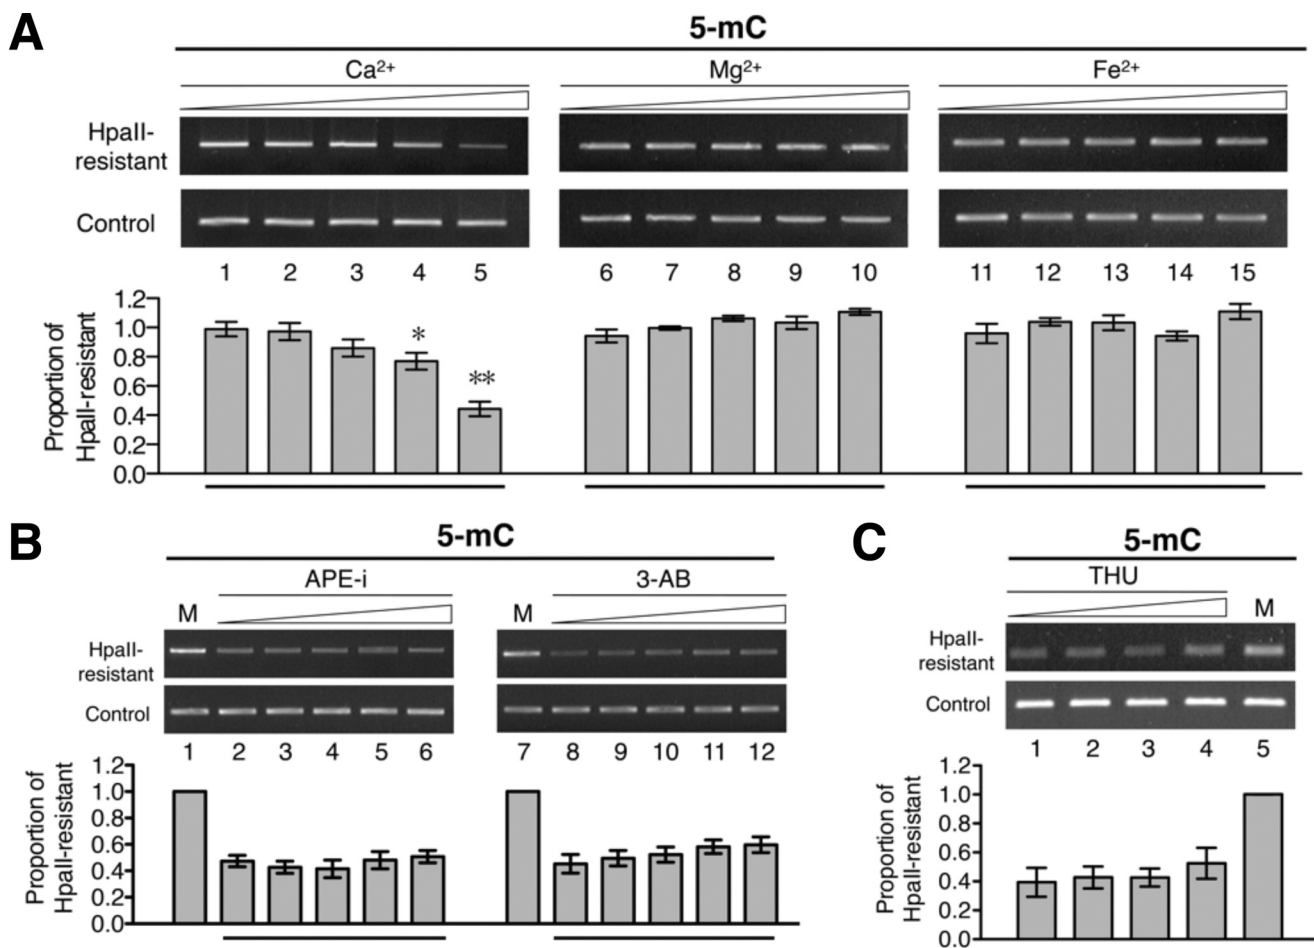 A
5-mC
Ca2+ Mg2+ Fe2+
HpaII-
resistant
Control
1 2 3 4 5 6 7 8 9 10 11 12 13 14 15
Proportion of
HpaII-resistant
1.2
1.0
0.8
0.6
0.4
0.2
0.0
*
**
B
5-mC
APE-i 3-AB
M M
HpaII-
resistant
Control
1 2 3 4 5 6 7 8 9 10 11 12
Proportion of
HpaII-resistant
1.2
1.0
0.8
0.6
0.4
0.2
0.0
C
5-mC
THU
M
HpaII-
resistant
Control
1 2 3 4 5
Proportion of
HpaII-resistant
1.2
1.0
0.8
0.6
0.4
0.2
0.0